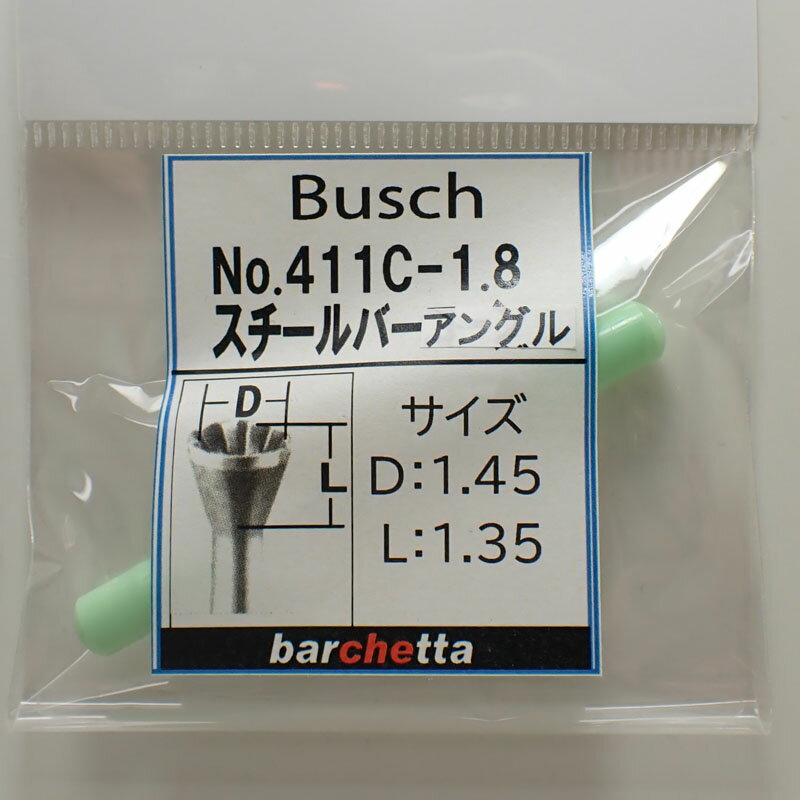 Busch
No.411C-1.8
スチールバーアングル
D
L
サイズ
D:1.45
L:1.35
barchetta